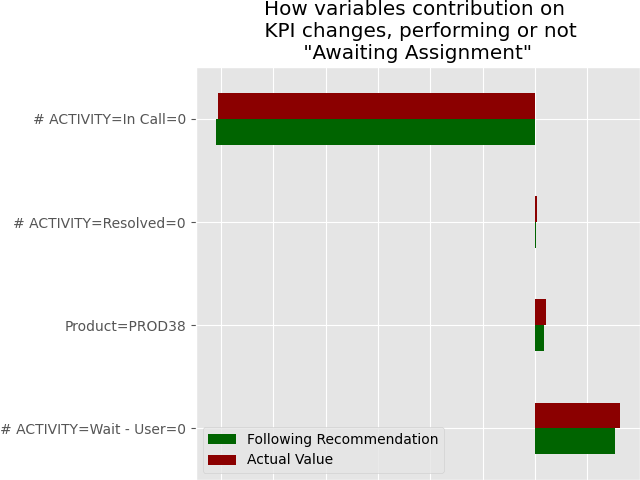 How variables contribution on
KPI changes, performing or not
"Awaiting Assignment"
# ACTIVITY=In Call=0
# ACTIVITY=Resolved=0
Product=PROD38
# ACTIVITY=Wait - User=0
Following Recommendation
Actual Value